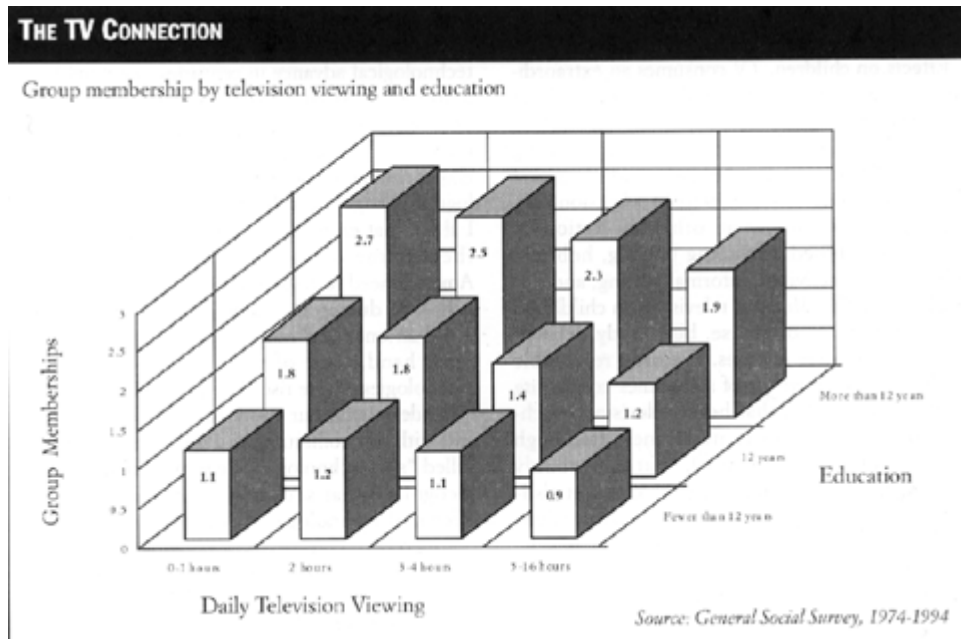 THE TV CONNECTION
Group membership by television viewing and education
2.7
2.5
2.3
1.9
1.8
1.8
1.4
1.2
1.1
1.2
1.1
0.9
3
2.5
2
1.5
1
0.5
0
Group Memberships
0-1 hours
2 hours
3-4 hours
5-16 hours
Daily Television Viewing
More than 12 years
12 years
Fewer than 12 years
Education
Source: General Social Survey, 1974-1994